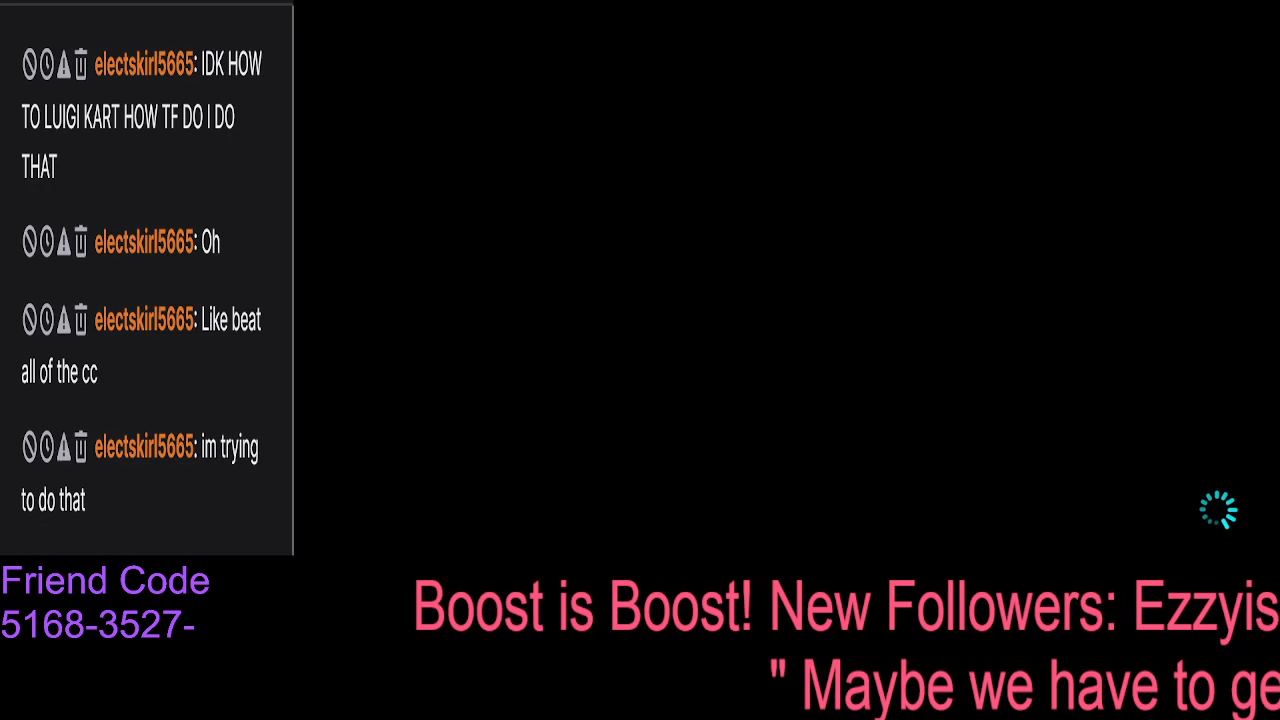 electskirl5665: IDK HOW
TO LUIGI KART HOW TF DO I DO
THAT
electskirl5665: Oh
electskirl5665: Like beat
all of the cc
electskirl5665: im trying
to do that
Friend Code
5168-3527-
Boost is Boost! New Followers: Ezzyis
" Maybe we have to ge